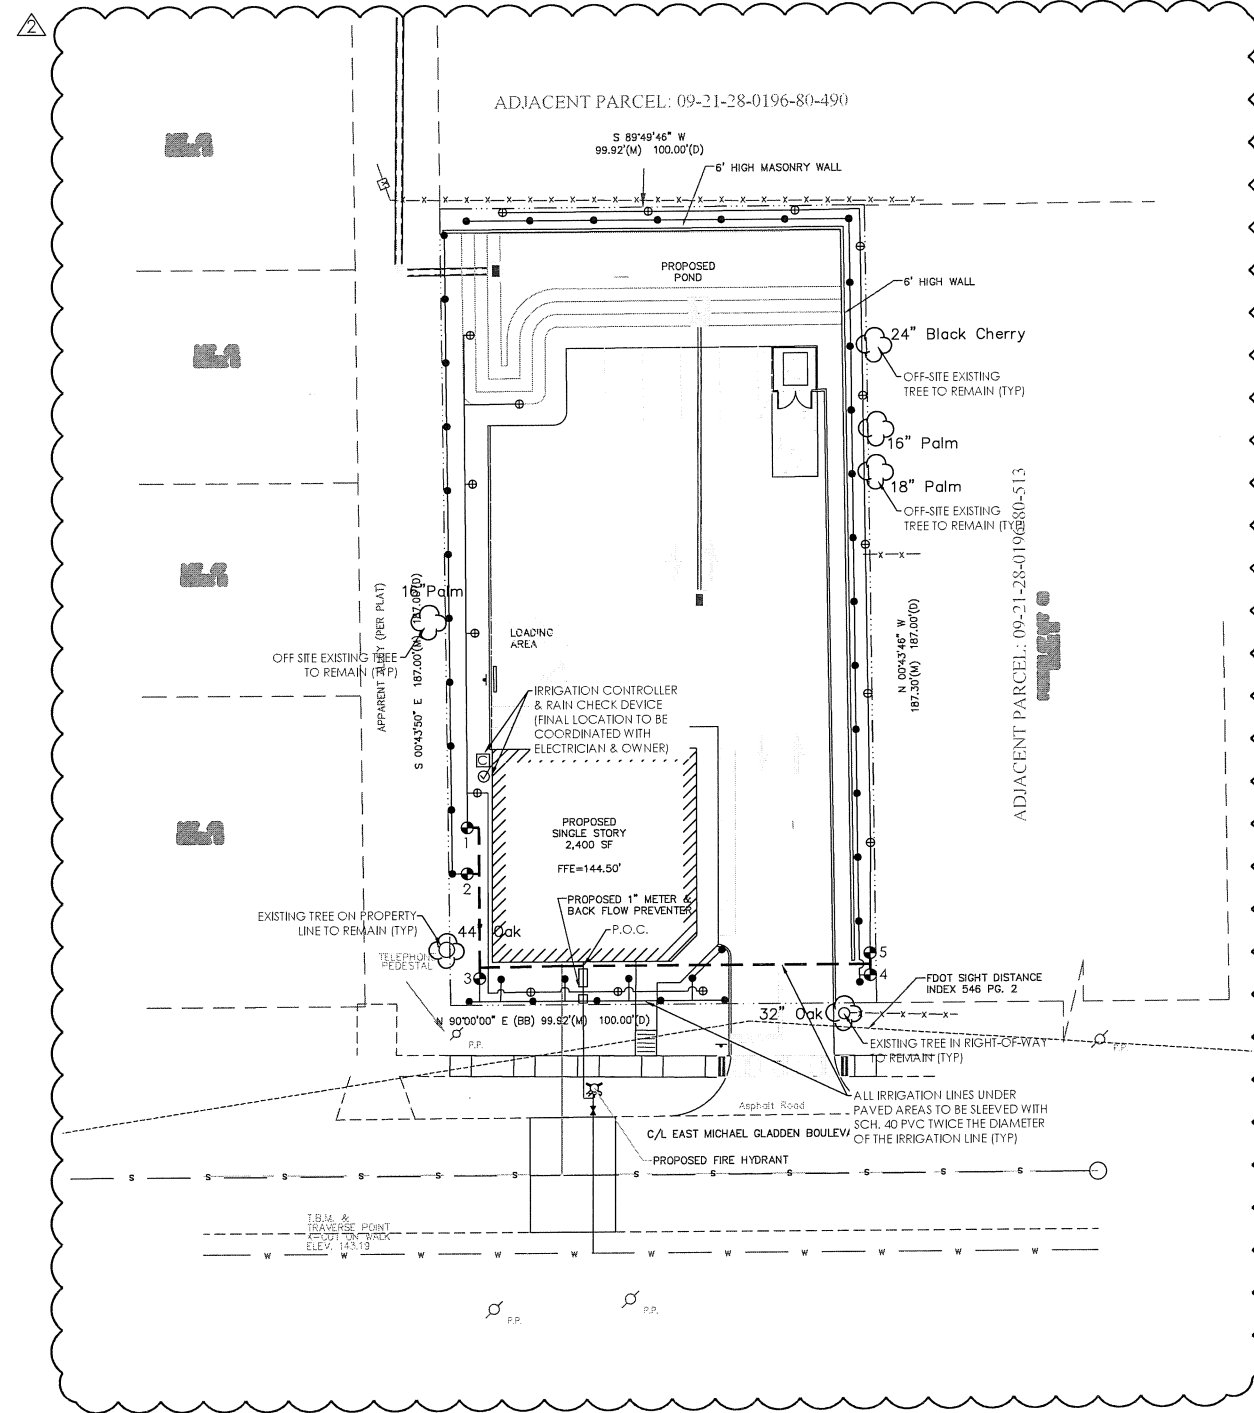 2
ADJACENT PARCEL: 09-21-28-0196-80-490
S 89°49'46" W
99.92'(M) 100.00'(D)
6' HIGH MASONRY WALL
PROPOSED
POND
6' HIGH WALL
24" Black Cherry
OFF-SITE EXISTING
TREE TO REMAIN (TYP)
16" Palm
18" Palm
OFF-SITE EXISTING
TREE TO REMAIN (TYP)
ADJACENT PARCEL: 09-21-28-0196-80-513
N 00°43'46" W
187.30'(M) 187.00'(D)
APPARENT ALLEY (PER PLAT)
S 00°43'50" E 187.00'(M) 187.00'(D)
16" Palm
OFF SITE EXISTING TREE
TO REMAIN (TYP)
LOADING
AREA
IRRIGATION CONTROLLER
& RAIN CHECK DEVICE
(FINAL LOCATION TO BE
COORDINATED WITH
ELECTRICIAN & OWNER)
C
PROPOSED
SINGLE STORY
2,400 SF
FFE=144.50'
1
2
PROPOSED 1" METER &
BACK FLOW PREVENTER
P.O.C.
EXISTING TREE ON PROPERTY
LINE TO REMAIN (TYP)
44" Oak
TELEPHONE
PEDESTAL
3
5
4
FDOT SIGHT DISTANCE
INDEX 546 PG. 2
N 90°00'00" E (BB) 99.92'(M) 100.00'(D)
32" Oak
P.P.
EXISTING TREE IN RIGHT-OF-WAY
TO REMAIN (TYP)
P.P.
Asphalt Road
ALL IRRIGATION LINES UNDER
PAVED AREAS TO BE SLEEVED WITH
SCH. 40 PVC TWICE THE DIAMETER
OF THE IRRIGATION LINE (TYP)
C/L EAST MICHAEL GLADDEN BOULEV
PROPOSED FIRE HYDRANT
S S S S S S S S S S S S
T.B.M. &
TRAVERSE POINT
X-CUT ON WALK
ELEV. 143.19
W W W W W W W W W W W
P.P.
P.P.